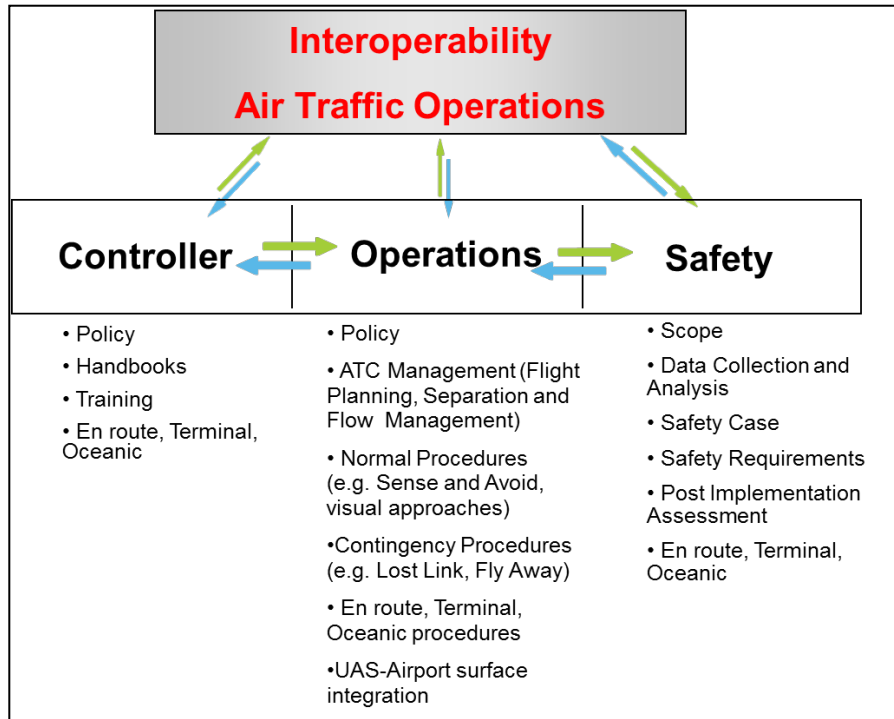 Interoperability
Air Traffic Operations
Controller
Operations
Safety
• Policy
• Handbooks
• Training
• En route, Terminal,
Oceanic
• Policy
• ATC Management (Flight
Planning, Separation and
Flow Management)
• Normal Procedures
(e.g. Sense and Avoid,
visual approaches)
•Contingency Procedures
(e.g. Lost Link, Fly Away)
• En route, Terminal,
Oceanic procedures
•UAS-Airport surface
integration
• Scope
• Data Collection and
Analysis
• Safety Case
• Safety Requirements
• Post Implementation
Assessment
• En route, Terminal,
Oceanic